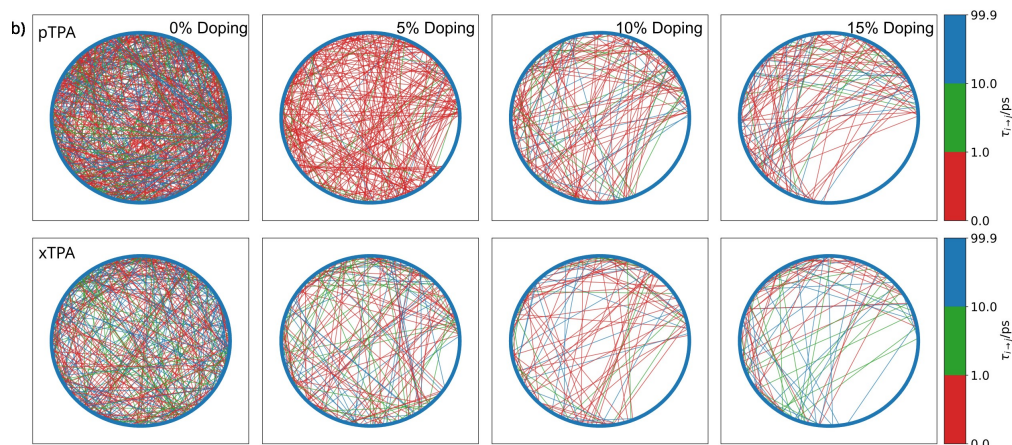 b)
pTPA 0% Doping 5% Doping 10% Doping 15% Doping
99.9
10.0
τi→j/ps
1.0
0.0
xTPA
99.9
10.0
τi→j/ps
1.0
0.0